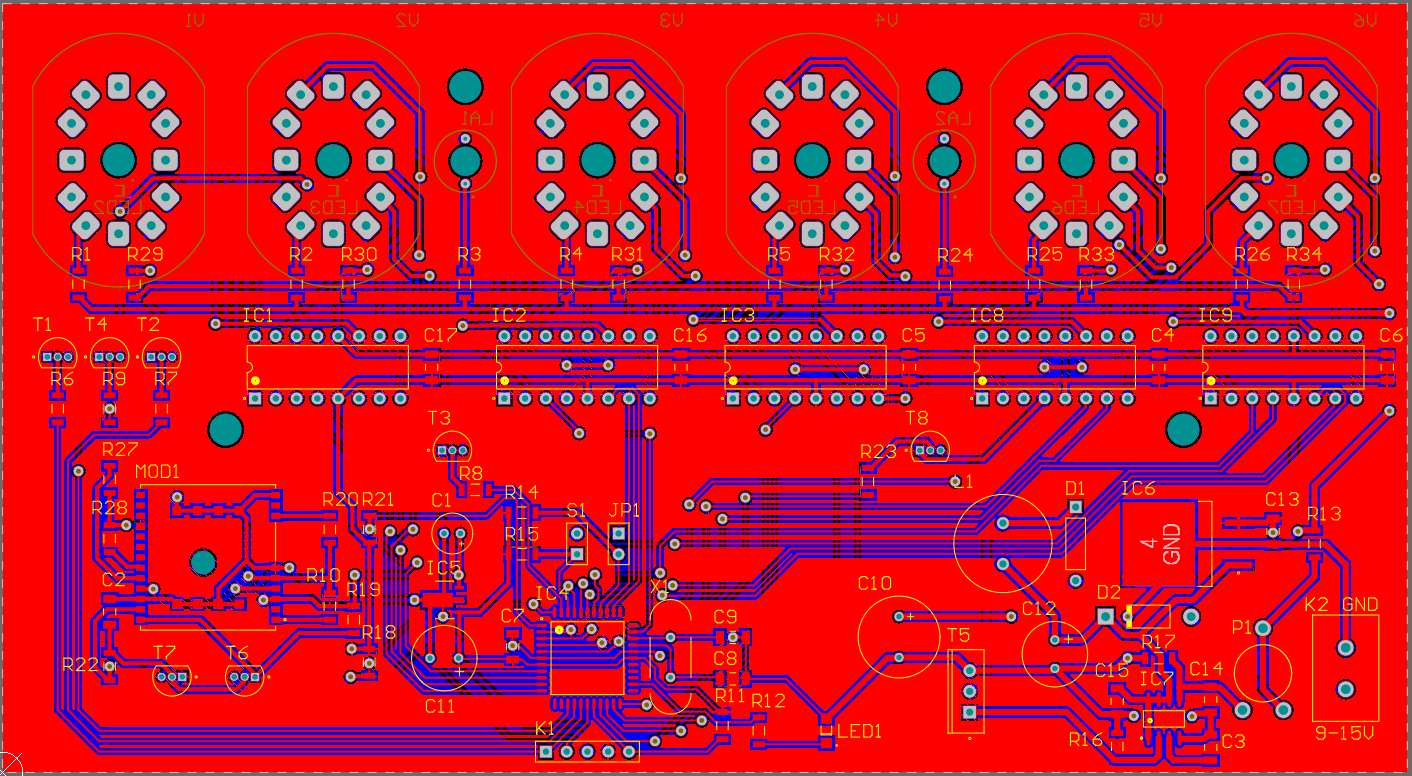 V1 V2 V3 V4 V5 V6
LA1 LA2
LED2 LED3 LED4 LED5 LED6 LED7
R1 R29 R2 R30 R3 R4 R31 R5 R32 R24 R25 R33 R26 R34
T1 T4 T2 IC1 C17 IC2 C16 IC3 C5 IC8 C4 IC9 C6
R6 R9 R7
T3 T8
R27 R23
MOD1 R8 L1 D1 IC6
R28 R20 R21 C1 R14 S1 JP1 C13 R13
R15 4
GND
C2 R10 R19 IC5 IC4 X1 C10 D2 K2 GND
R18 C7 C9 C12 T5 R17 P1
R22 T7 T6 C8 C15 IC7 C14
C11 R11 R12
K1 LED1 R16 C3 9-15V